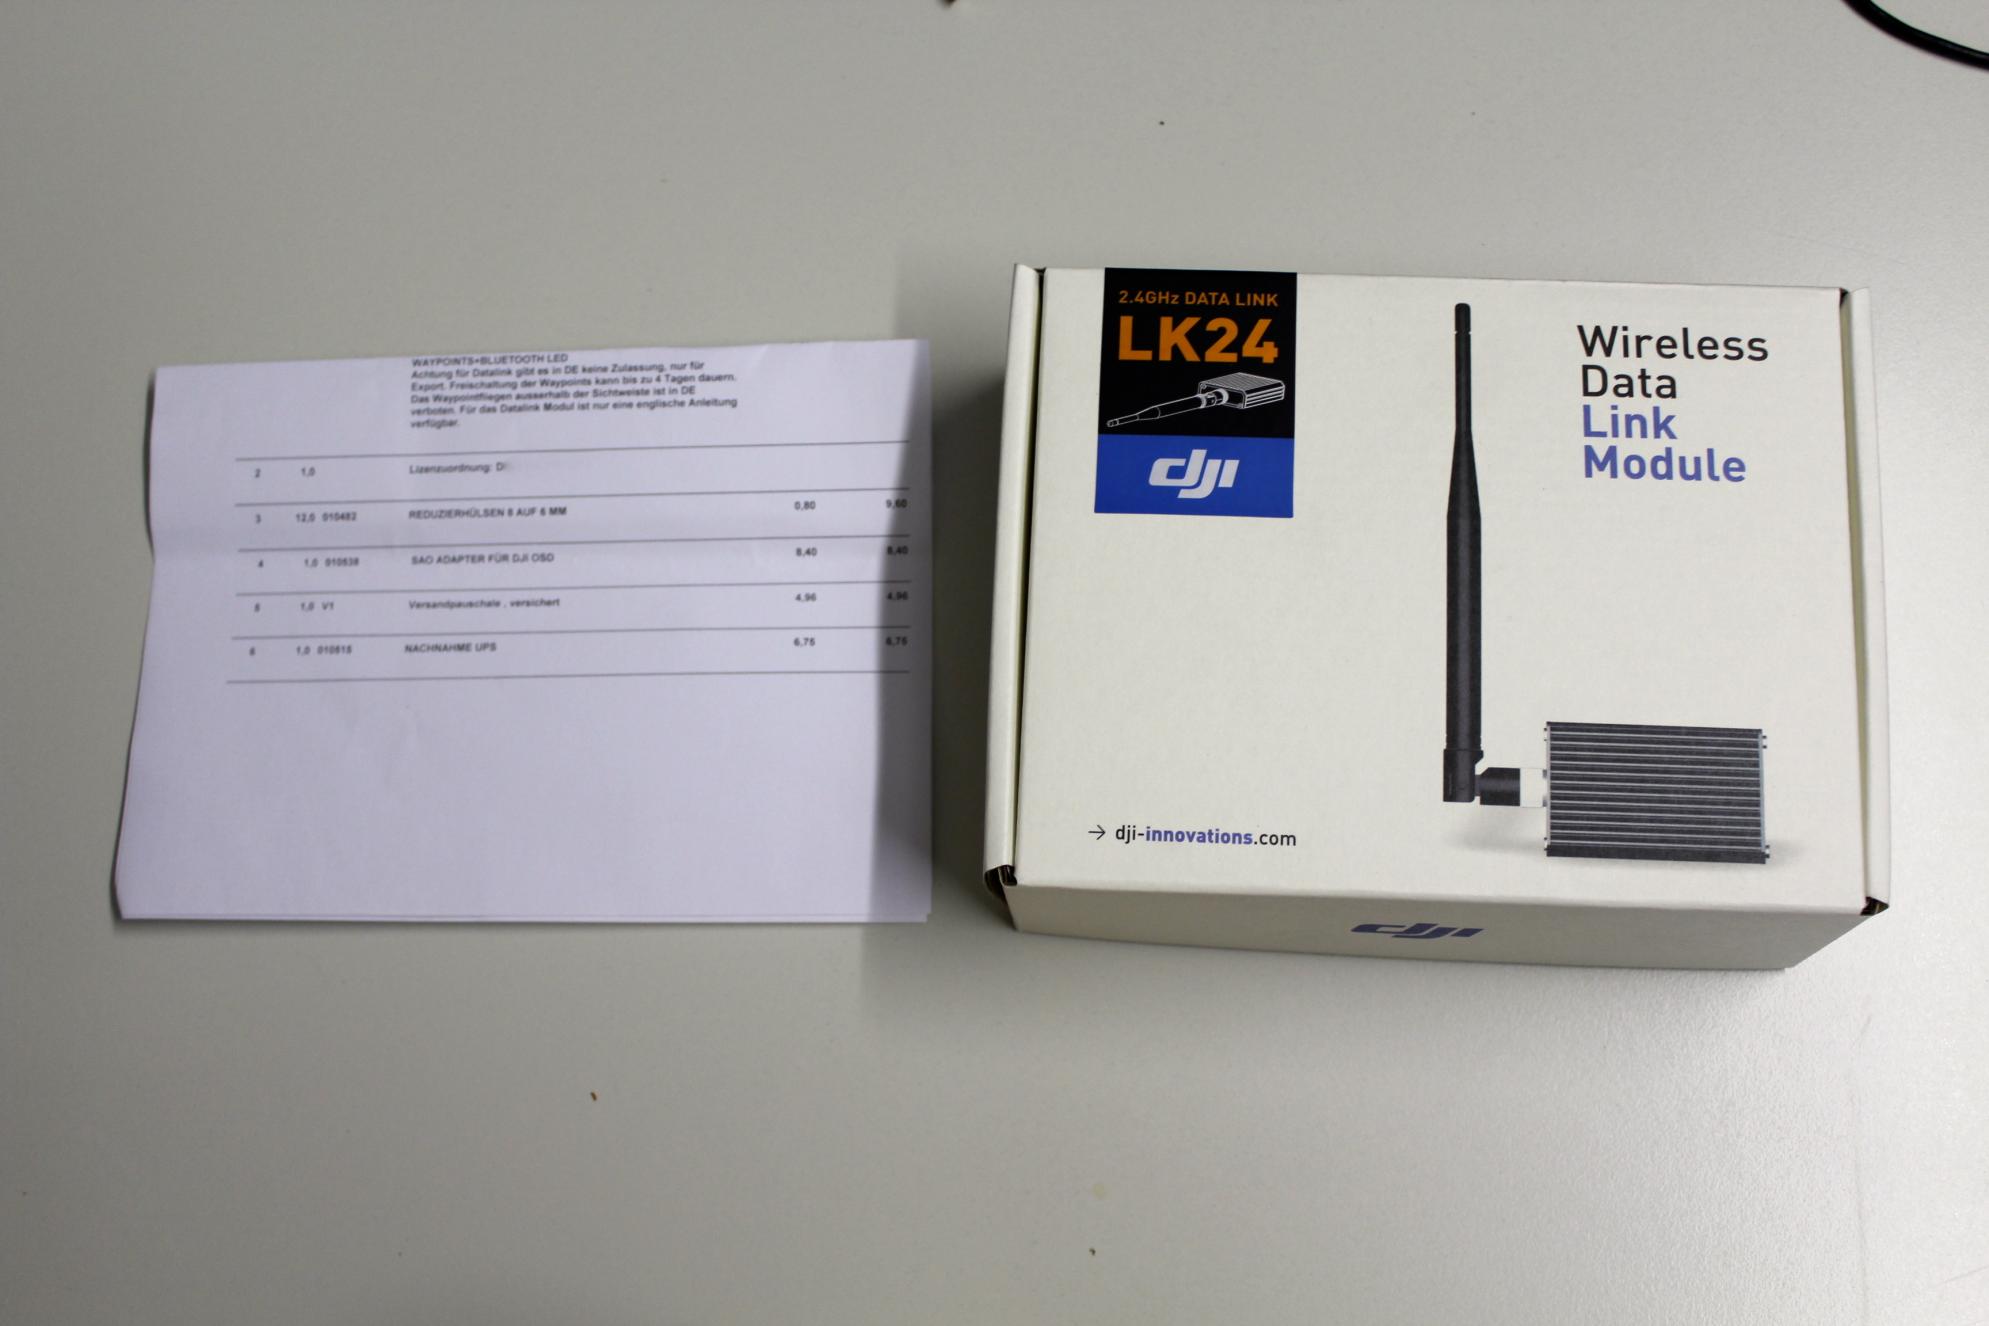 WAYPOINTS+BLUETOOTH LED
Achtung für Datalink gibt es in DE keine Zulassung, nur für
Export. Freischaltung der Waypoints kann bis zu 4 Tagen dauern.
Das Waypointfliegen ausserhalb der Sichtweiste ist in DE
verboten. Für das Datalink Modul ist nur eine englische Anleitung
verfügbar.
2 1,0 Lizenzuordnung: D
3 12,0 010482 REDUZIERHÜLSEN 8 AUF 6 MM 0,80 9,60
4 1,0 010538 SAO ADAPTER FÜR DJI OSD 8,40 8,40
5 1,0 V1 Versandpauschale , versichert 4,96 4,96
6 1,0 010515 NACHNAHME UPS 6,75 6,75
2.4GHz DATA LINK
LK24
dji
Wireless
Data
Link
Module
→ dji-innovations.com
dji